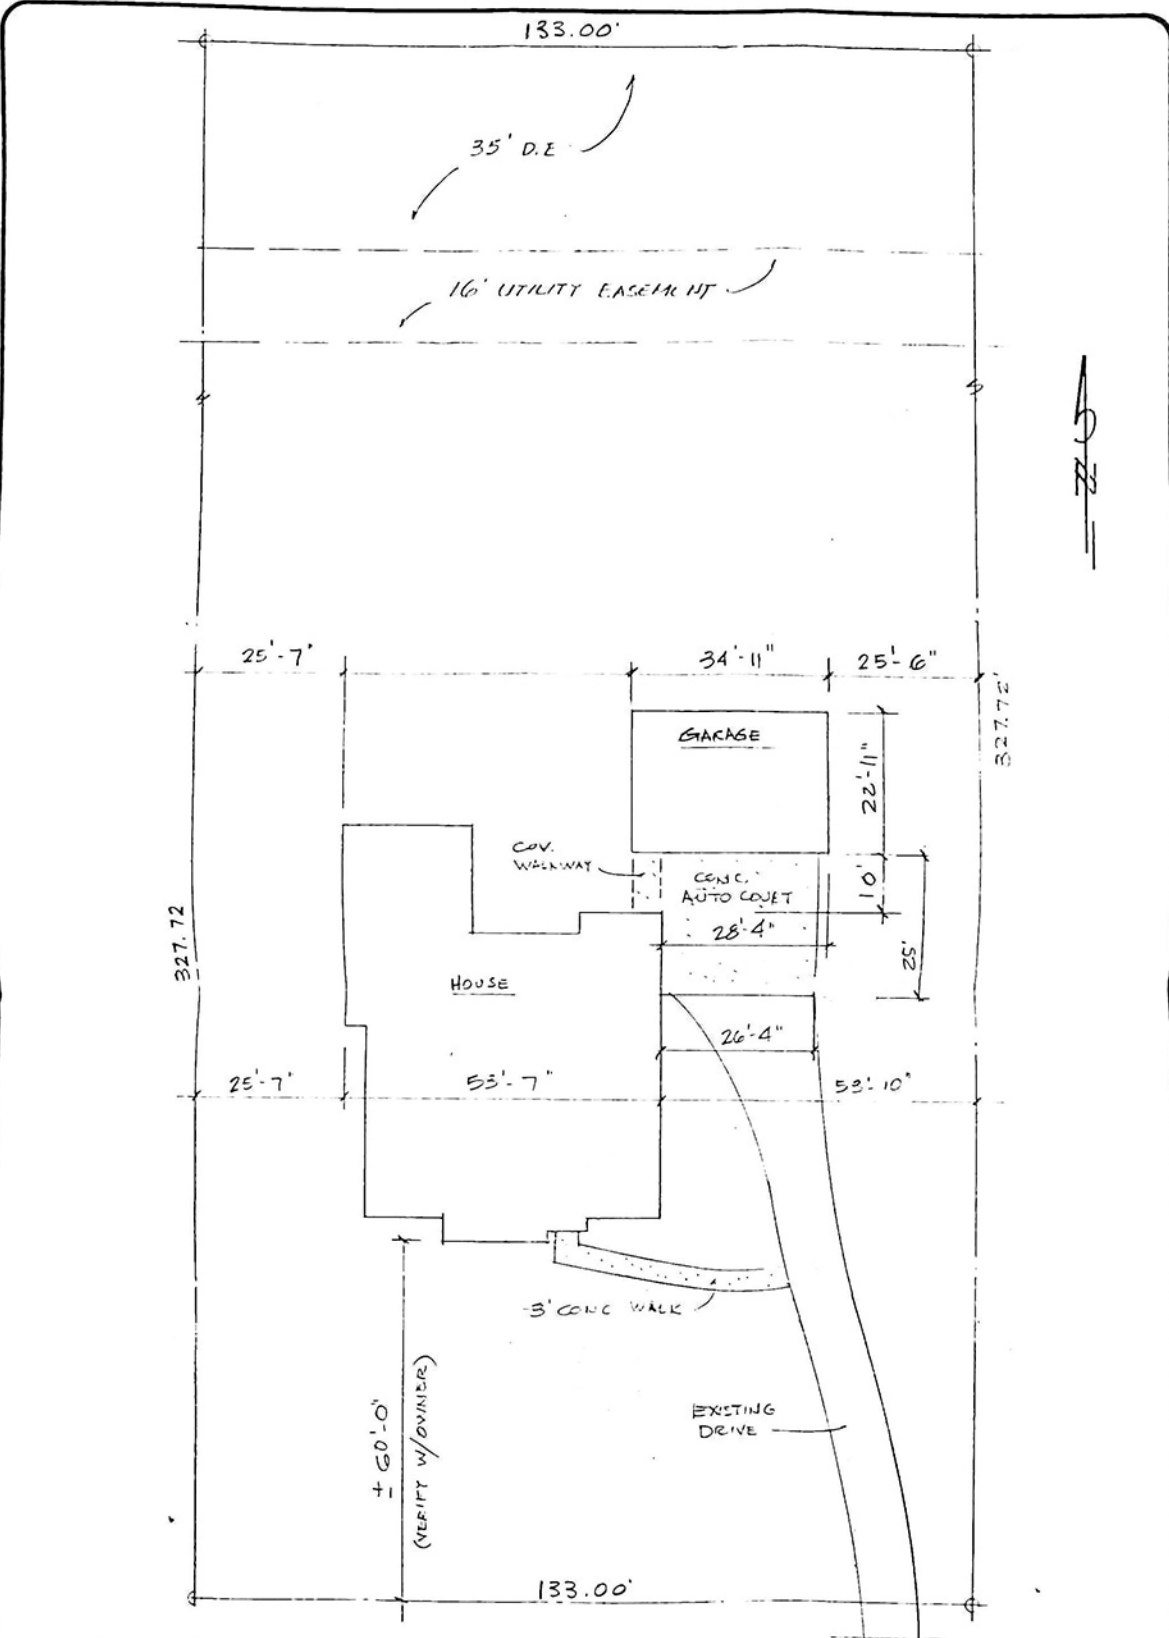 133.00'
35' D.E
16' UTILITY EASEMENT
N
25'-7"
34'-11"
25'-6"
327.72'
GARAGE
22'-11"
COV.
WALKWAY
CONC.
AUTO COURT
10'
28'-4"
25'
327.72
HOUSE
26'-4"
25'-7"
53'-7"
53'-10"
3' CONC WALK
± 60'-0"
(VERIFY W/OWNER)
EXISTING
DRIVE
133.00'